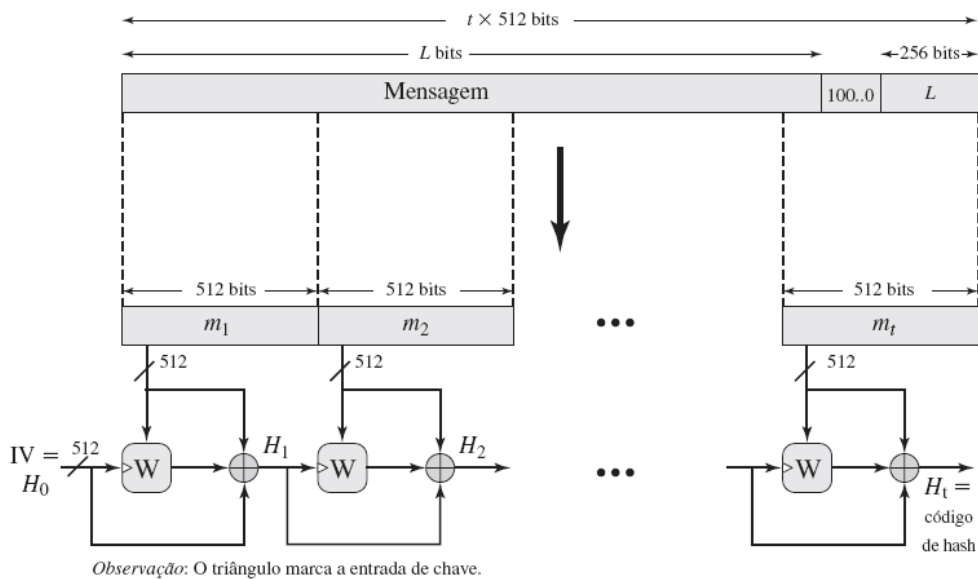 t × 512 bits
L bits
256 bits
Mensagem
100..0
L
512 bits
512 bits
512 bits
m1
m2
•••
mt
512
512
512
IV =
H0
512
W
H1
W
H2
•••
W
Ht =
código
de hash
Observação: O triângulo marca a entrada de chave.